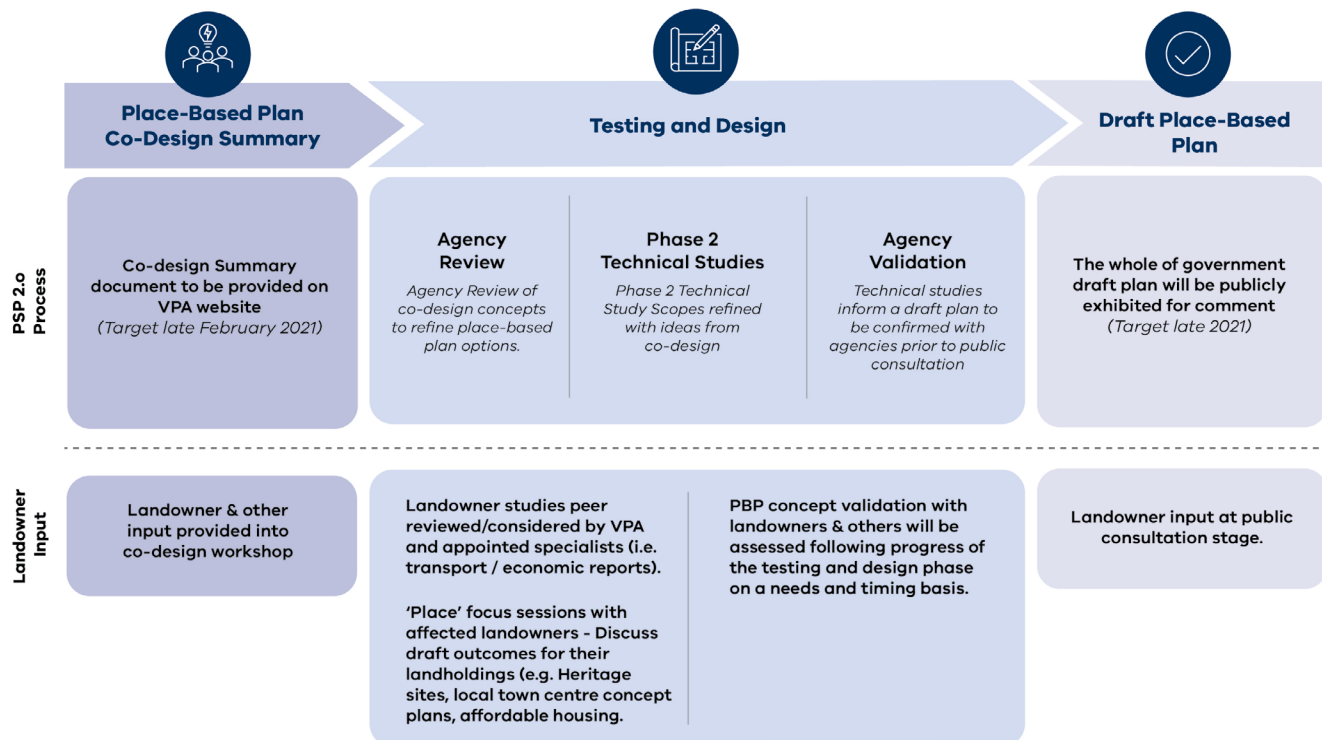 Place-Based Plan
Co-Design Summary
Testing and Design
Draft Place-Based
Plan
PSP 2.o
Process
Co-design Summary
document to be provided on
VPA website
(Target late February 2021)
Agency
Review
Agency Review of
co-design concepts
to refine place-based
plan options.
Phase 2
Technical Studies
Phase 2 Technical
Study Scopes refined
with ideas from
co-design
Agency
Validation
Technical studies
inform a draft plan to
be confirmed with
agencies prior to public
consultation
The whole of government
draft plan will be publicly
exhibited for comment
(Target late 2021)
Landowner
Input
Landowner & other
input provided into
co-design workshop
Landowner studies peer
reviewed/considered by VPA
and appointed specialists (i.e.
transport / economic reports).
‘Place’ focus sessions with
affected landowners - Discuss
draft outcomes for their
landholdings (e.g. Heritage
sites, local town centre concept
plans, affordable housing.
PBP concept validation with
landowners & others will be
assessed following progress of
the testing and design phase
on a needs and timing basis.
Landowner input at public
consultation stage.